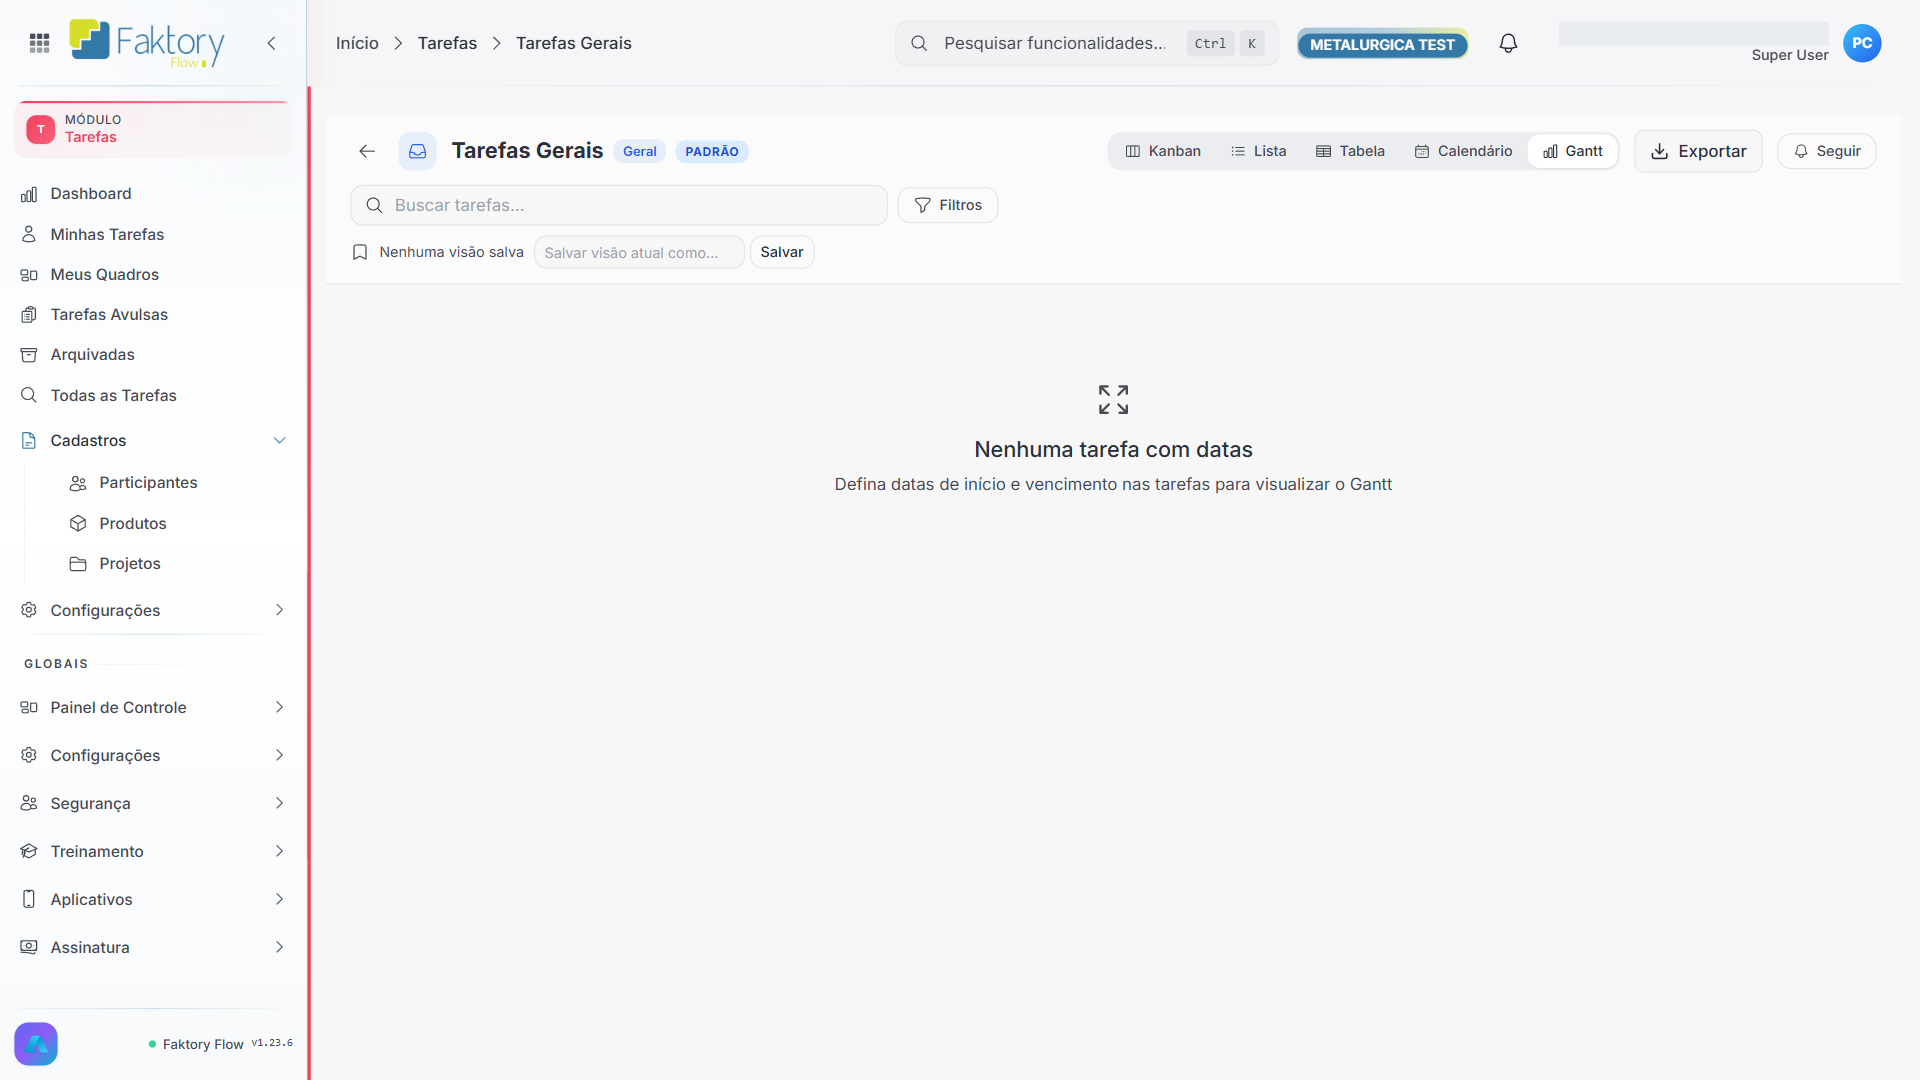 Faktory
Flow
Início
Tarefas
Tarefas Gerais
Pesquisar funcionalidades...
Ctrl
K
METALURGICA TEST
Super User
PC
T
MÓDULO
Tarefas
Dashboard
Minhas Tarefas
Meus Quadros
Tarefas Avulsas
Arquivadas
Todas as Tarefas
Cadastros
Participantes
Produtos
Projetos
Configurações
GLOBAIS
Painel de Controle
Configurações
Segurança
Treinamento
Aplicativos
Assinatura
Faktory Flow v1.23.6
Tarefas Gerais
Geral
PADRÃO
Kanban
Lista
Tabela
Calendário
Gantt
Exportar
Seguir
Buscar tarefas...
Filtros
Nenhuma visão salva
Salvar visão atual como...
Salvar
Nenhuma tarefa com datas
Defina datas de início e vencimento nas tarefas para visualizar o Gantt